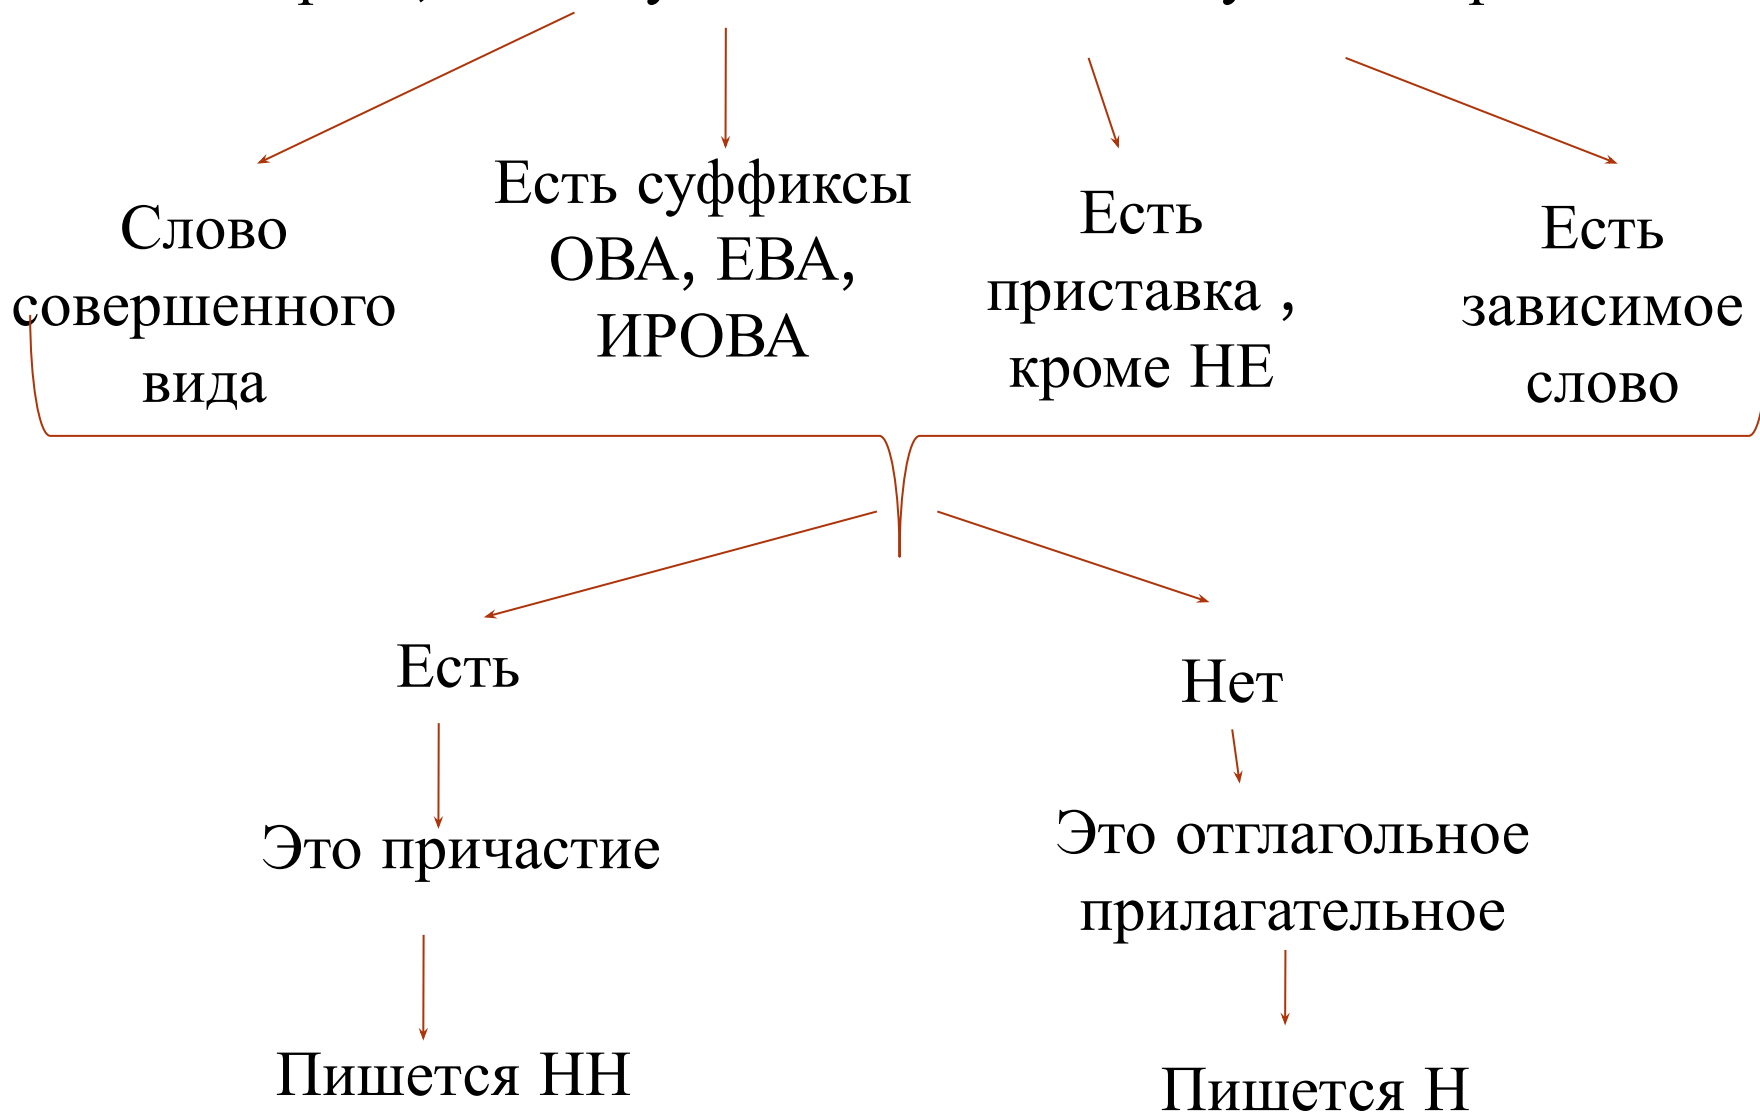 Есть суффиксы
ОВА, ЕВА,
ИРОВА
Слово
совершенного
вида
Есть
приставка ,
кроме НЕ
Есть
зависимое
слово
Есть
Нет
Это причастие
Это отглагольное
прилагательное
Пишется НН
Пишется Н